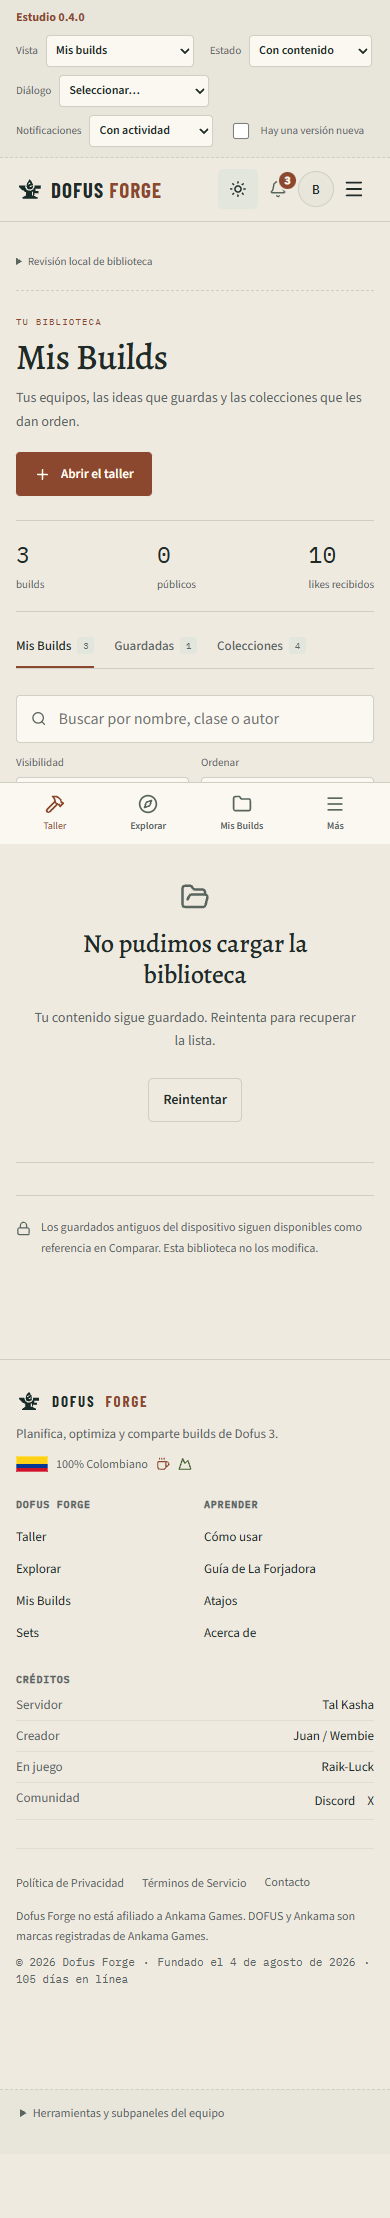 Estudio 0.4.0
Vista Mis builds Estado Con contenido
Diálogo Seleccionar...
Notificaciones Con actividad Hay una versión nueva
DOFUS FORGE 3 B
Revisión local de biblioteca
TU BIBLIOTECA
Mis Builds
Tus equipos, las ideas que guardas y las colecciones que les
dan orden.
Abrir el taller
3 0 10
builds públicos likes recibidos
Mis Builds 3 Guardadas 1 Colecciones 4
Buscar por nombre, clase o autor
Visibilidad Ordenar
Taller Explorar Mis Builds Más
No pudimos cargar la
biblioteca
Tu contenido sigue guardado. Reintenta para recuperar
la lista.
Reintentar
Los guardados antiguos del dispositivo siguen disponibles como
referencia en Comparar. Esta biblioteca no los modifica.
DOFUS FORGE
Planifica, optimiza y comparte builds de Dofus 3.
100% Colombiano
DOFUS FORGE APRENDER
Taller Cómo usar
Explorar Guía de La Forjadora
Mis Builds Atajos
Sets Acerca de
CRÉDITOS
Servidor Tal Kasha
Creador Juan / Wembie
En juego Raik-Luck
Comunidad Discord X
Política de Privacidad Términos de Servicio Contacto
Dofus Forge no está afiliado a Ankama Games. DOFUS y Ankama son
marcas registradas de Ankama Games.
© 2026 Dofus Forge · Fundado el 4 de agosto de 2026 ·
105 días en línea
Herramientas y subpaneles del equipo